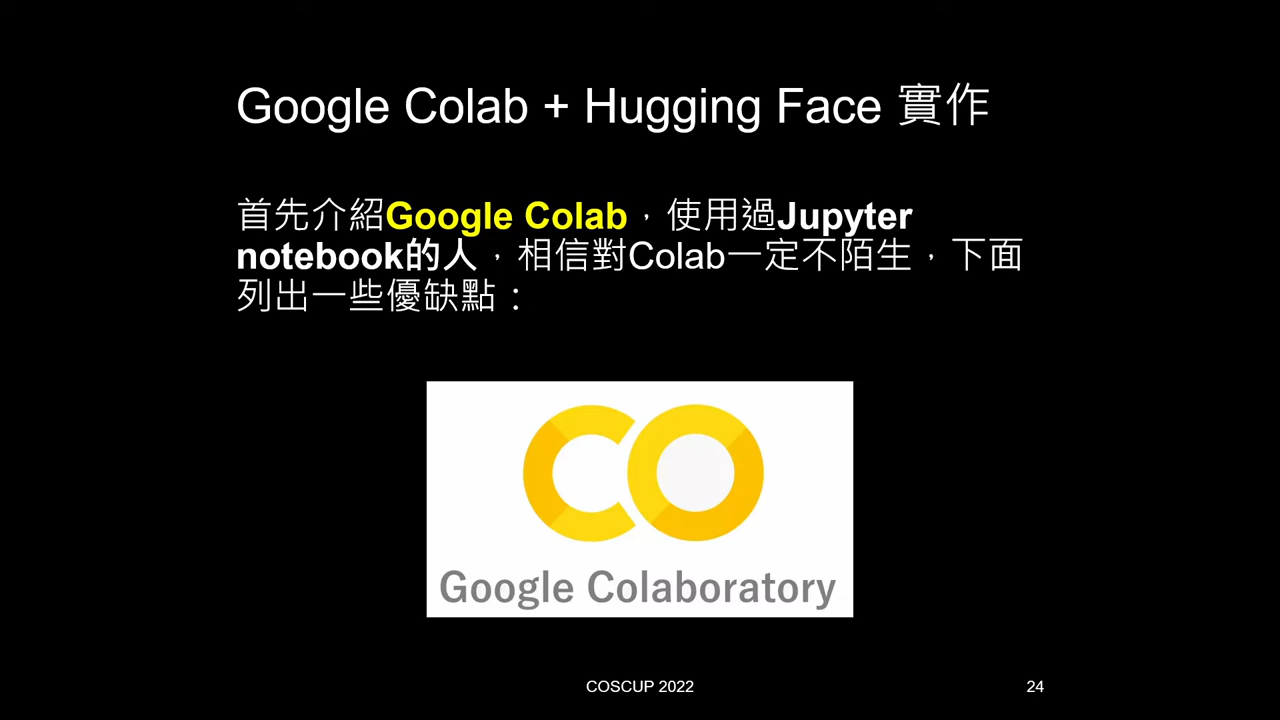 Google Colab + Hugging Face 實作
首先介紹Google Colab，使用過Jupyter
notebook的人，相信對Colab一定不陌生，下面
列出一些優缺點：
Google Colaboratory
COSCUP 2022
24